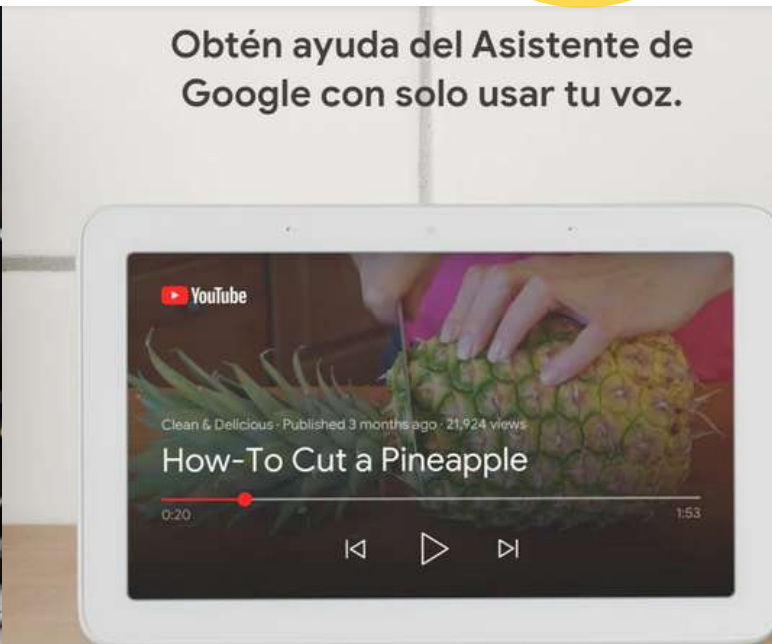 Obtén ayuda del Asistente de
Google con solo usar tu voz.
YouTube
Clean & Delicious · Published 3 months ago · 21,924 views
How-To Cut a Pineapple
0:20
1:53